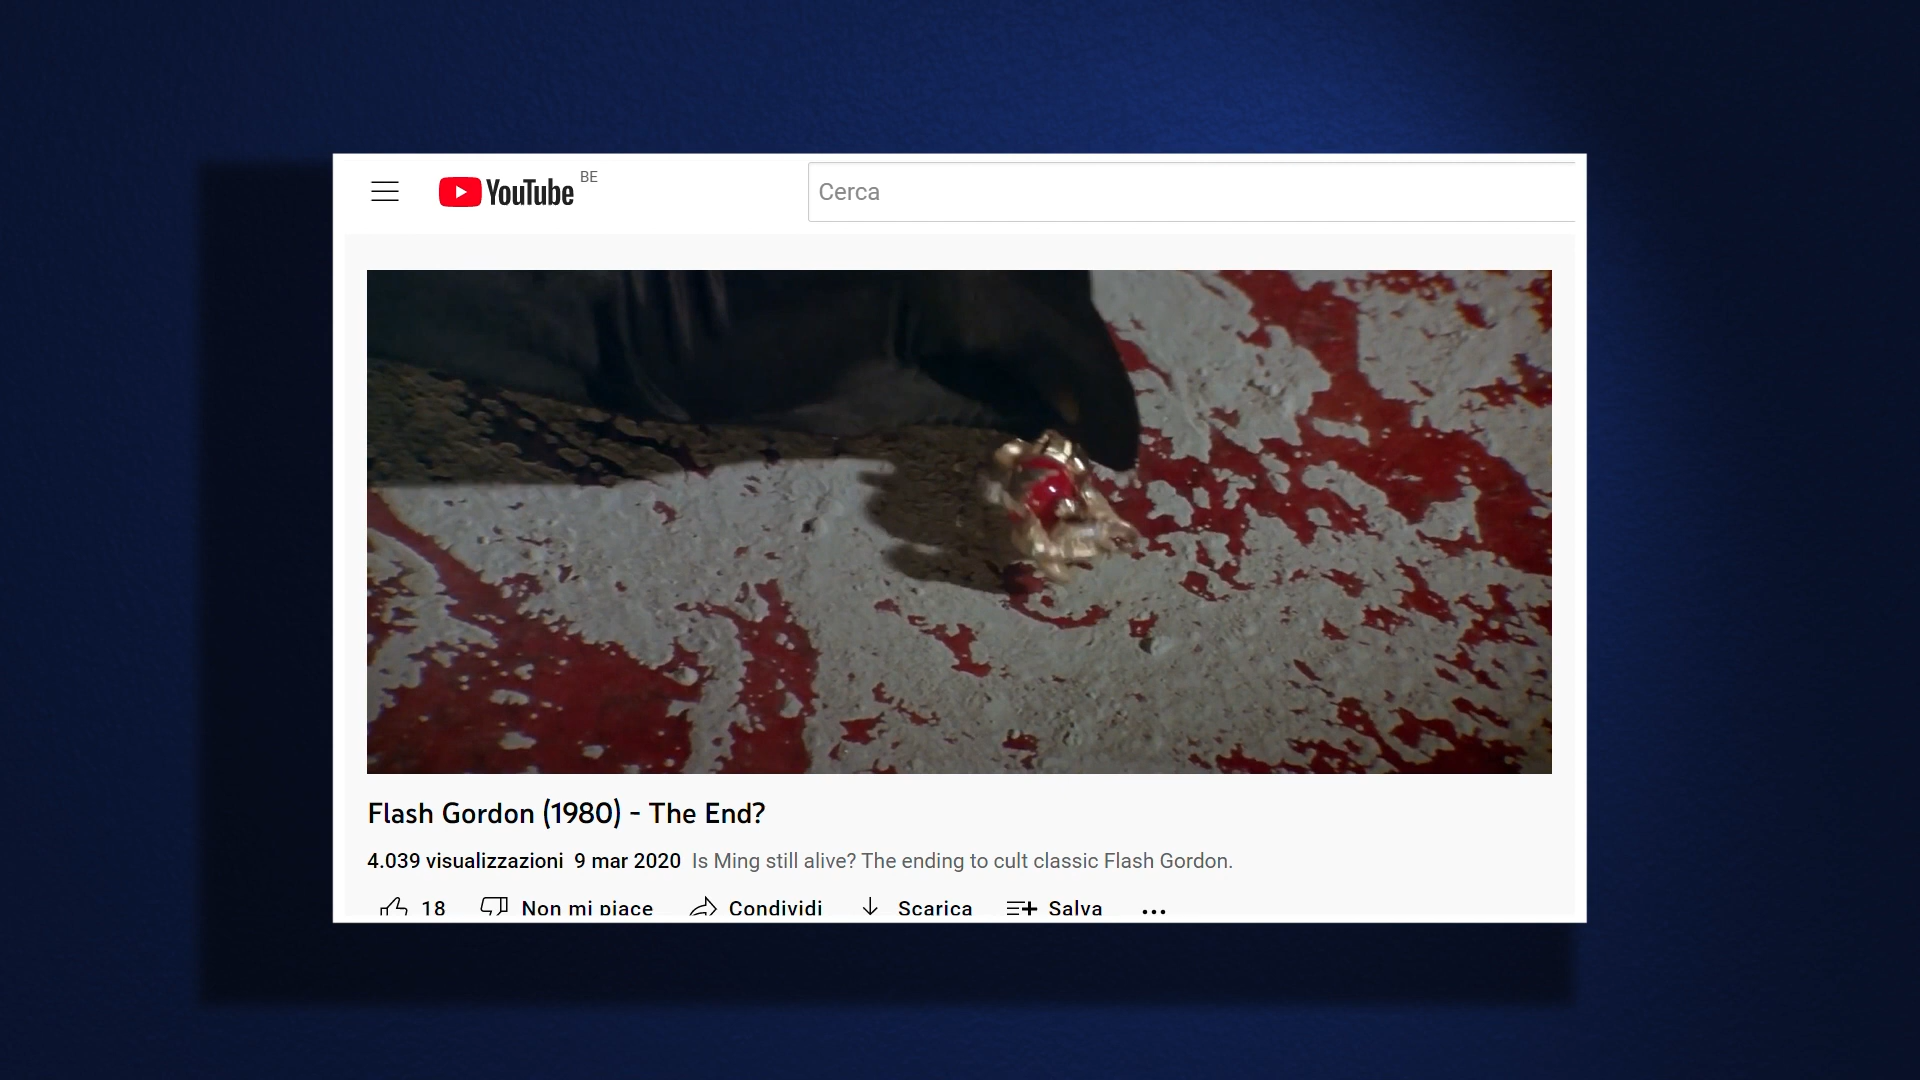 YouTube BE
Cerca
Flash Gordon (1980) - The End?
4.039 visualizzazioni 9 mar 2020 Is Ming still alive? The ending to cult classic Flash Gordon.
18 Non mi piace Condividi Scarica Salva ...